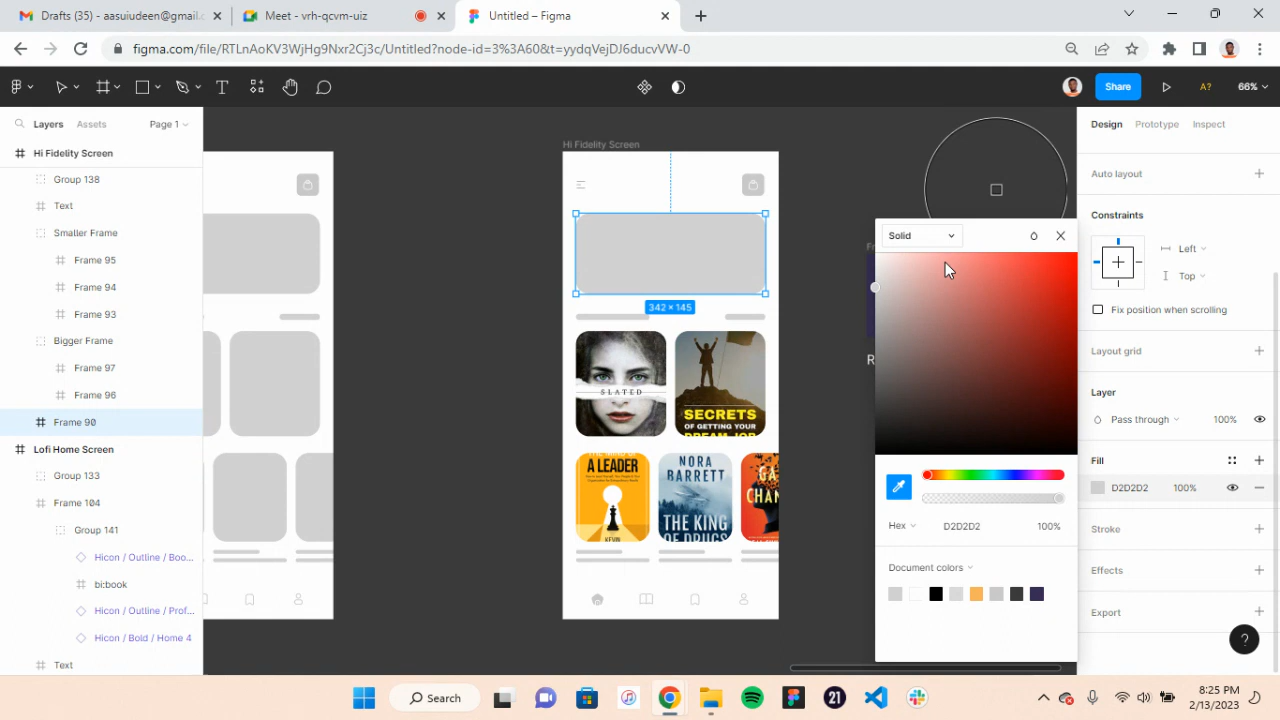 Drafts (35) - aasuiudeen@gmail.c
Meet - vrh-qcvm-uiz
Untitled – Figma
figma.com/file/RTLnAoKV3WjHg9Nxr2Cj3c/Untitled?node-id=3%3A60&t=yydqVejDJ6ducvVW-0
Share
A?
66%
Layers
Assets
Page 1
Hi Fidelity Screen
Group 138
Text
Smaller Frame
Frame 95
Frame 94
Frame 93
Bigger Frame
Frame 97
Frame 96
Frame 90
Lofi Home Screen
Group 133
Frame 104
Group 141
Hicon / Outline / Boo...
bi:book
Hicon / Outline / Prof...
Hicon / Bold / Home 4
Text
Hi Fidelity Screen
342 × 145
SLATED
SECRETS
OF GETTING YOUR
DREAM JOB
A LEADER
KEVIN
NORA
BARRETT
THE KING
OF DRUGS
CHAN
Fr
R
Solid
Hex
D2D2D2
100%
Document colors
Design
Prototype
Inspect
Auto layout
Constraints
Left
Top
Fix position when scrolling
Layout grid
Layer
Pass through
100%
Fill
D2D2D2
100%
Stroke
Effects
Export
?
Search
21
8:25 PM
2/13/2023